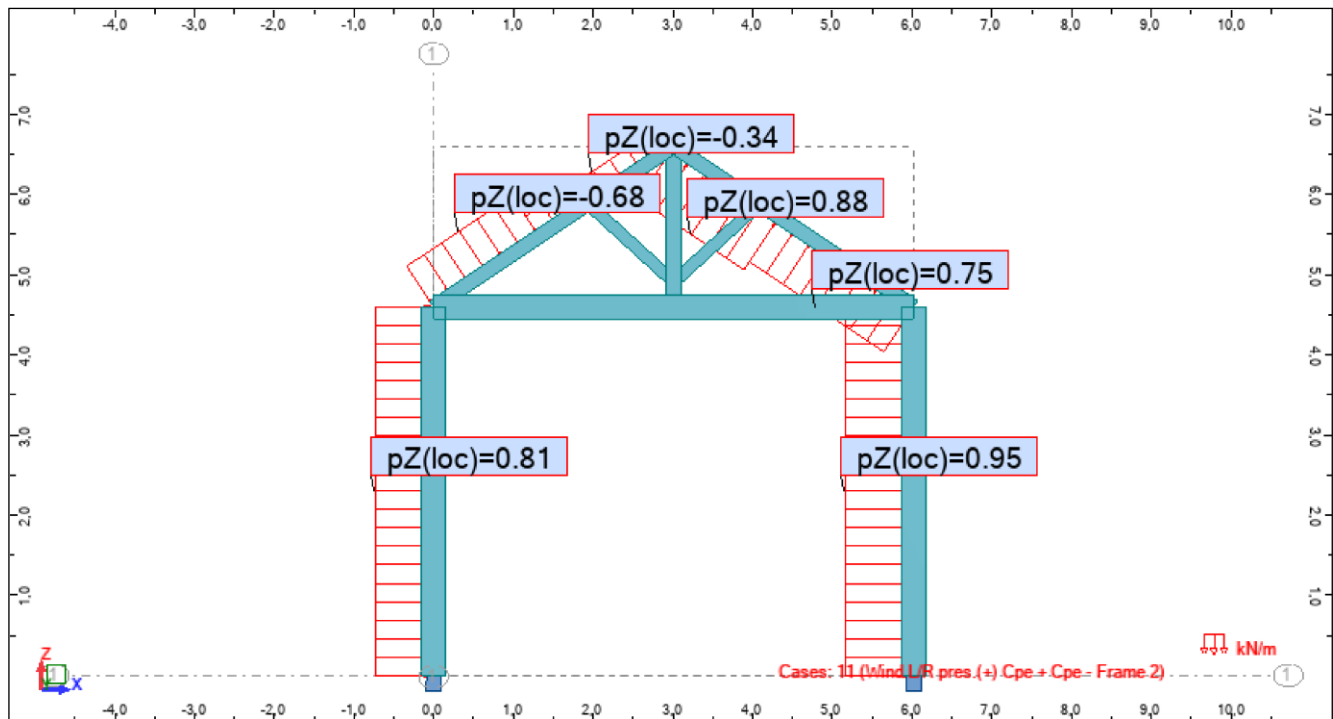 -4,0 -3,0 -2,0 -1,0 0,0 1,0 2,0 3,0 4,0 5,0 6,0 7,0 8,0 9,0 10,0
1
7,0 7,0
pZ(loc)=-0.34
6,0 6,0
pZ(loc)=-0.68 pZ(loc)=0.88
5,0 5,0
pZ(loc)=0.75
4,0 4,0
3,0 3,0
pZ(loc)=0.81 pZ(loc)=0.95
2,0 2,0
1,0 1,0
kN/m
Z
Cases: 11 (Wind L/R pres.(+) Cpe + Cpe - Frame 2)
1
X
-4,0 -3,0 -2,0 -1,0 0,0 1,0 2,0 3,0 4,0 5,0 6,0 7,0 8,0 9,0 10,0